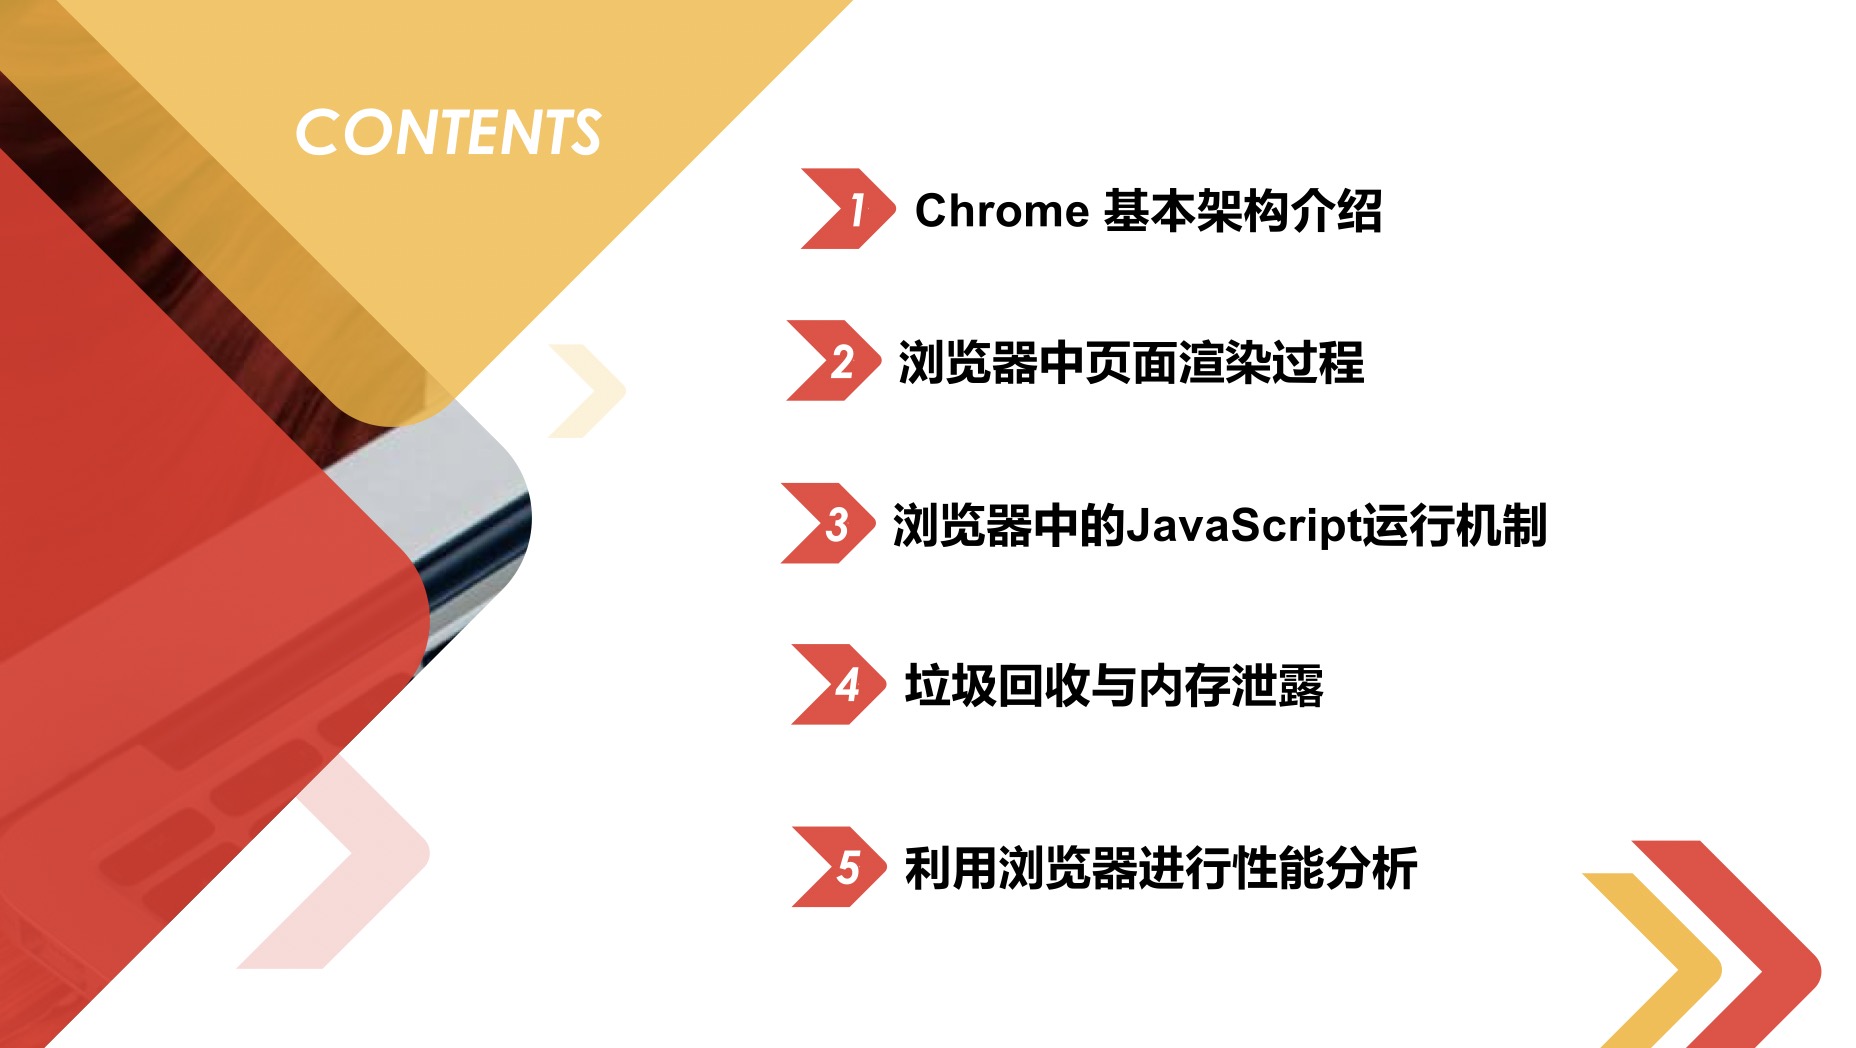 CONTENTS
1 Chrome 基本架构介绍
2 浏览器中页面渲染过程
3 浏览器中的JavaScript运行机制
4 垃圾回收与内存泄露
5 利用浏览器进行性能分析